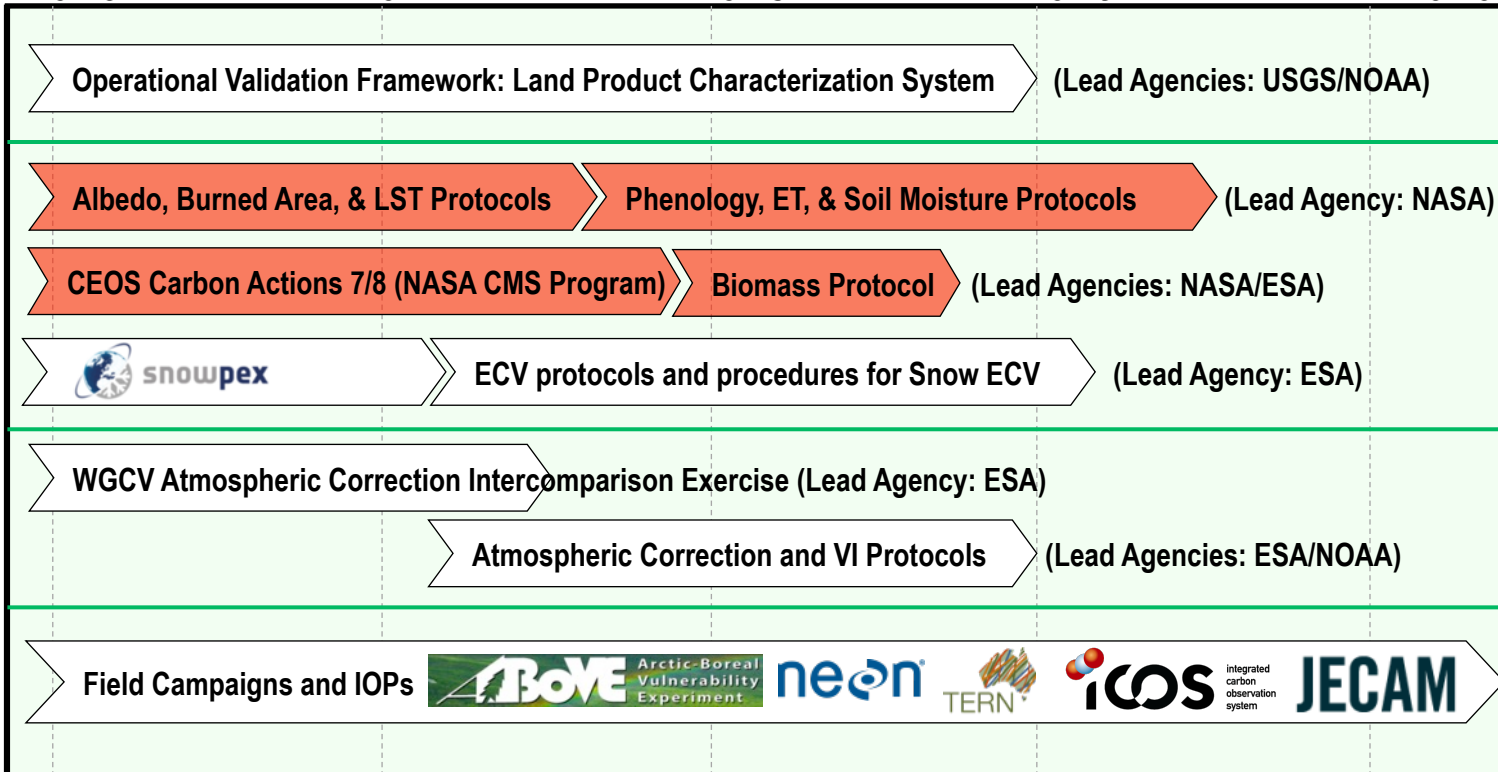 Operational Validation Framework: Land Product Characterization System (Lead Agencies: USGS/NOAA)
Albedo, Burned Area, & LST Protocols Phenology, ET, & Soil Moisture Protocols (Lead Agency: NASA)
CEOS Carbon Actions 7/8 (NASA CMS Program) Biomass Protocol (Lead Agencies: NASA/ESA)
snowpex ECV protocols and procedures for Snow ECV (Lead Agency: ESA)
WGCV Atmospheric Correction Intercomparison Exercise (Lead Agency: ESA)
Atmospheric Correction and VI Protocols (Lead Agencies: ESA/NOAA)
Field Campaigns and IOPs
ABoVE
Arctic-Boreal
Vulnerability
Experiment
neon®
TERN
iCOS
integrated
carbon
observation
system
JECAM